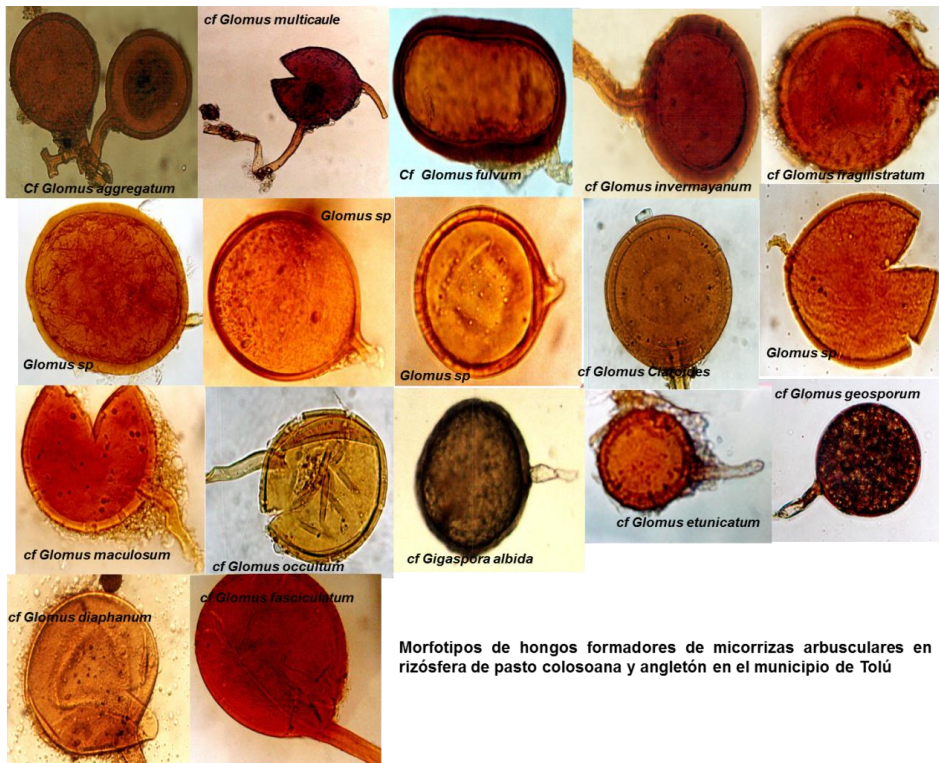 cf Glomus multicaule
Cf Glomus aggregatum
Cf Glomus fulvum
cf Glomus invermayanum
cf Glomus fragilistratum
Glomus sp
Glomus sp
Glomus sp
cf Glomus Claroides
Glomus sp
cf Glomus maculosum
cf Glomus occultum
cf Gigaspora albida
cf Glomus etunicatum
cf Glomus geosporum
cf Glomus diaphanum
cf Glomus fasciculatum
Morfotipos de hongos formadores de micorrizas arbusculares en
rizósfera de pasto colosoana y angletón en el municipio de Tolú